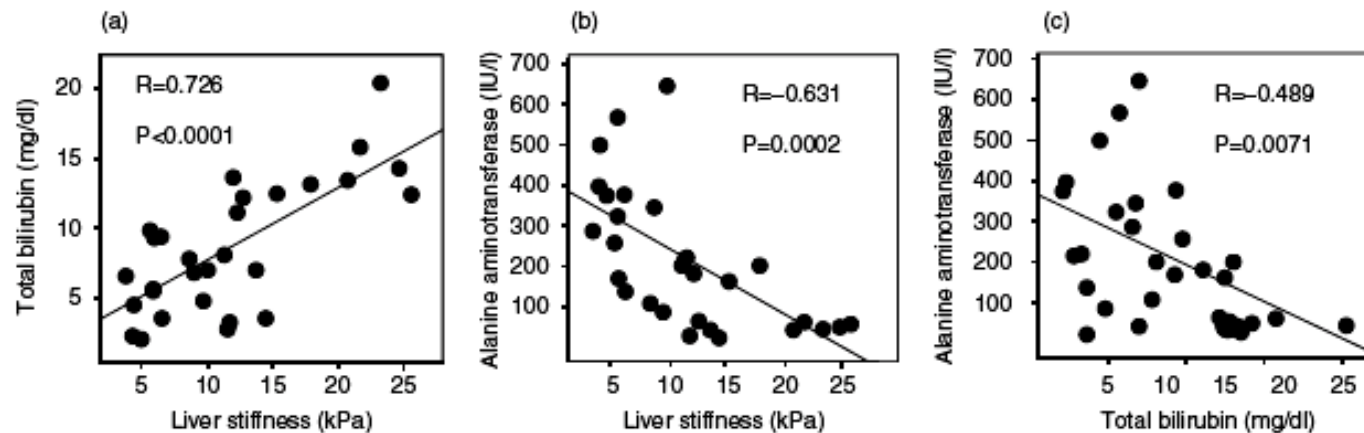 (a)
R=0.726
P<0.0001
Total bilirubin (mg/dl)
20
15
10
5
5 10 15 20 25
Liver stiffness (kPa)
(b)
R=−0.631
P=0.0002
Alanine aminotransferase (IU/l)
700
600
500
400
300
200
100
5 10 15 20 25
Liver stiffness (kPa)
(c)
R=−0.489
P=0.0071
Alanine aminotransferase (IU/l)
700
600
500
400
300
200
100
5 10 15 20 25
Total bilirubin (mg/dl)